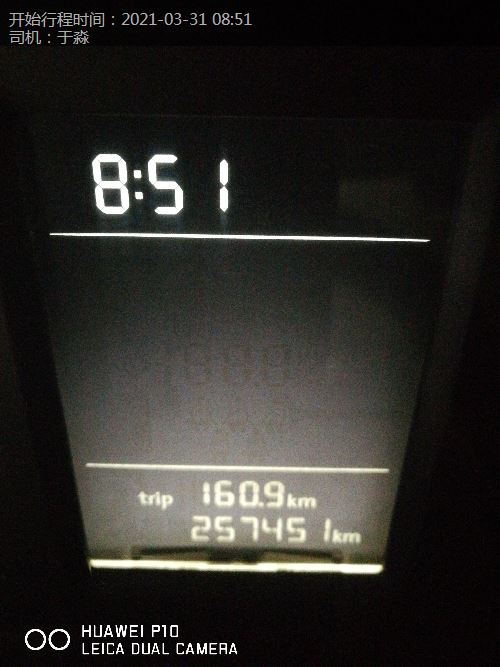 开始行程时间：2021-03-31 08:51
司机：于淼
8:51
trip 160.9km
257451km
HUAWEI P10
LEICA DUAL CAMERA